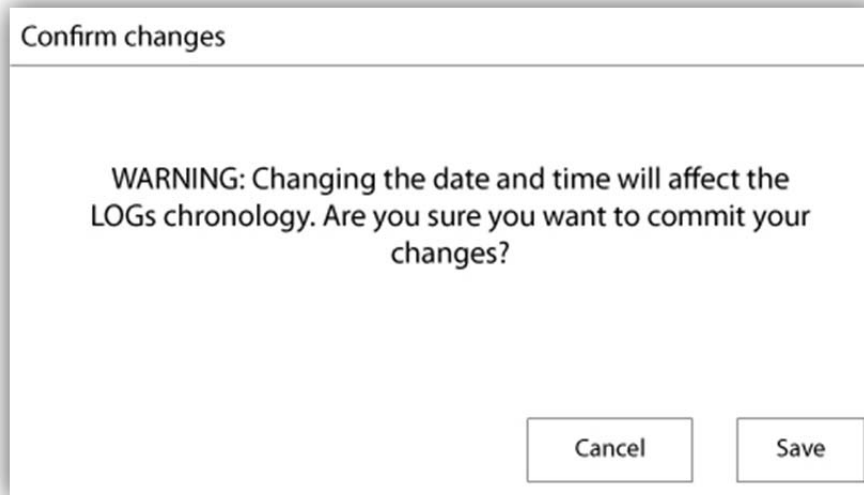 Confirm changes
WARNING: Changing the date and time will affect the
LOGs chronology. Are you sure you want to commit your
changes?
Cancel
Save